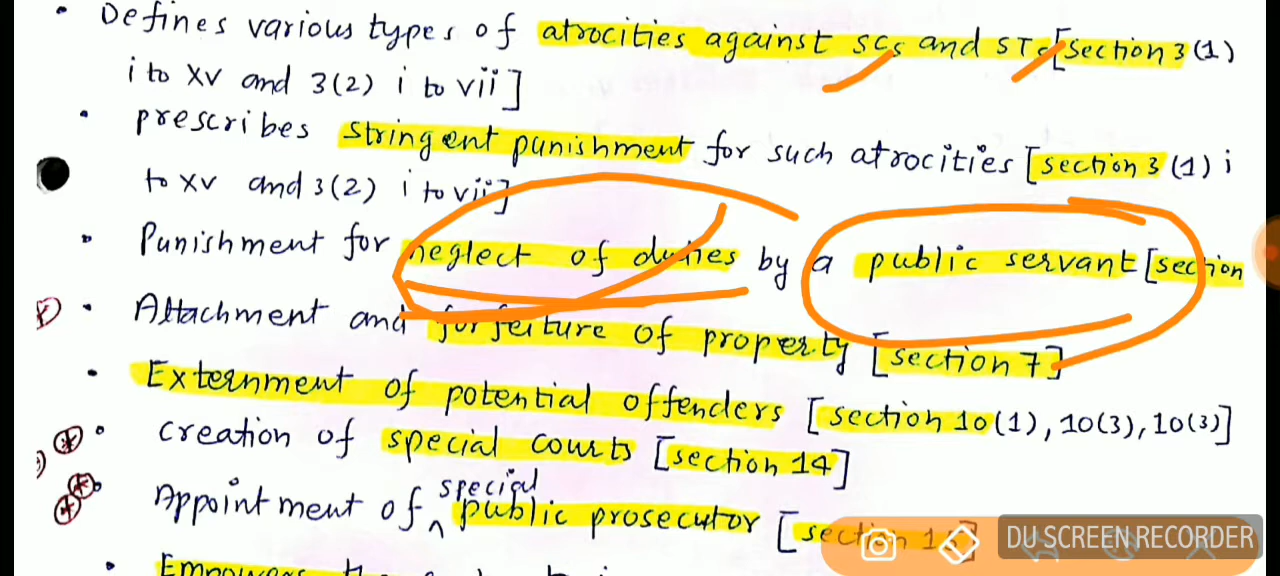 • Defines various types of atrocities against SCs and STs [section 3(1)
i to xv and 3(2) i to vii]
• prescribes stringent punishment for such atrocities [section 3(1) i
to xv and 3(2) i to vii]
• Punishment for neglect of duties by a public servant [section
• Attachment and forfeiture of property [section 7]
• Externment of potential offenders [section 10(1), 10(3), 10(3)]
• creation of special courts [section 14]
special
• Appointment of ^ public prosecutor [section
DU SCREEN RECORDER
• Empowers the